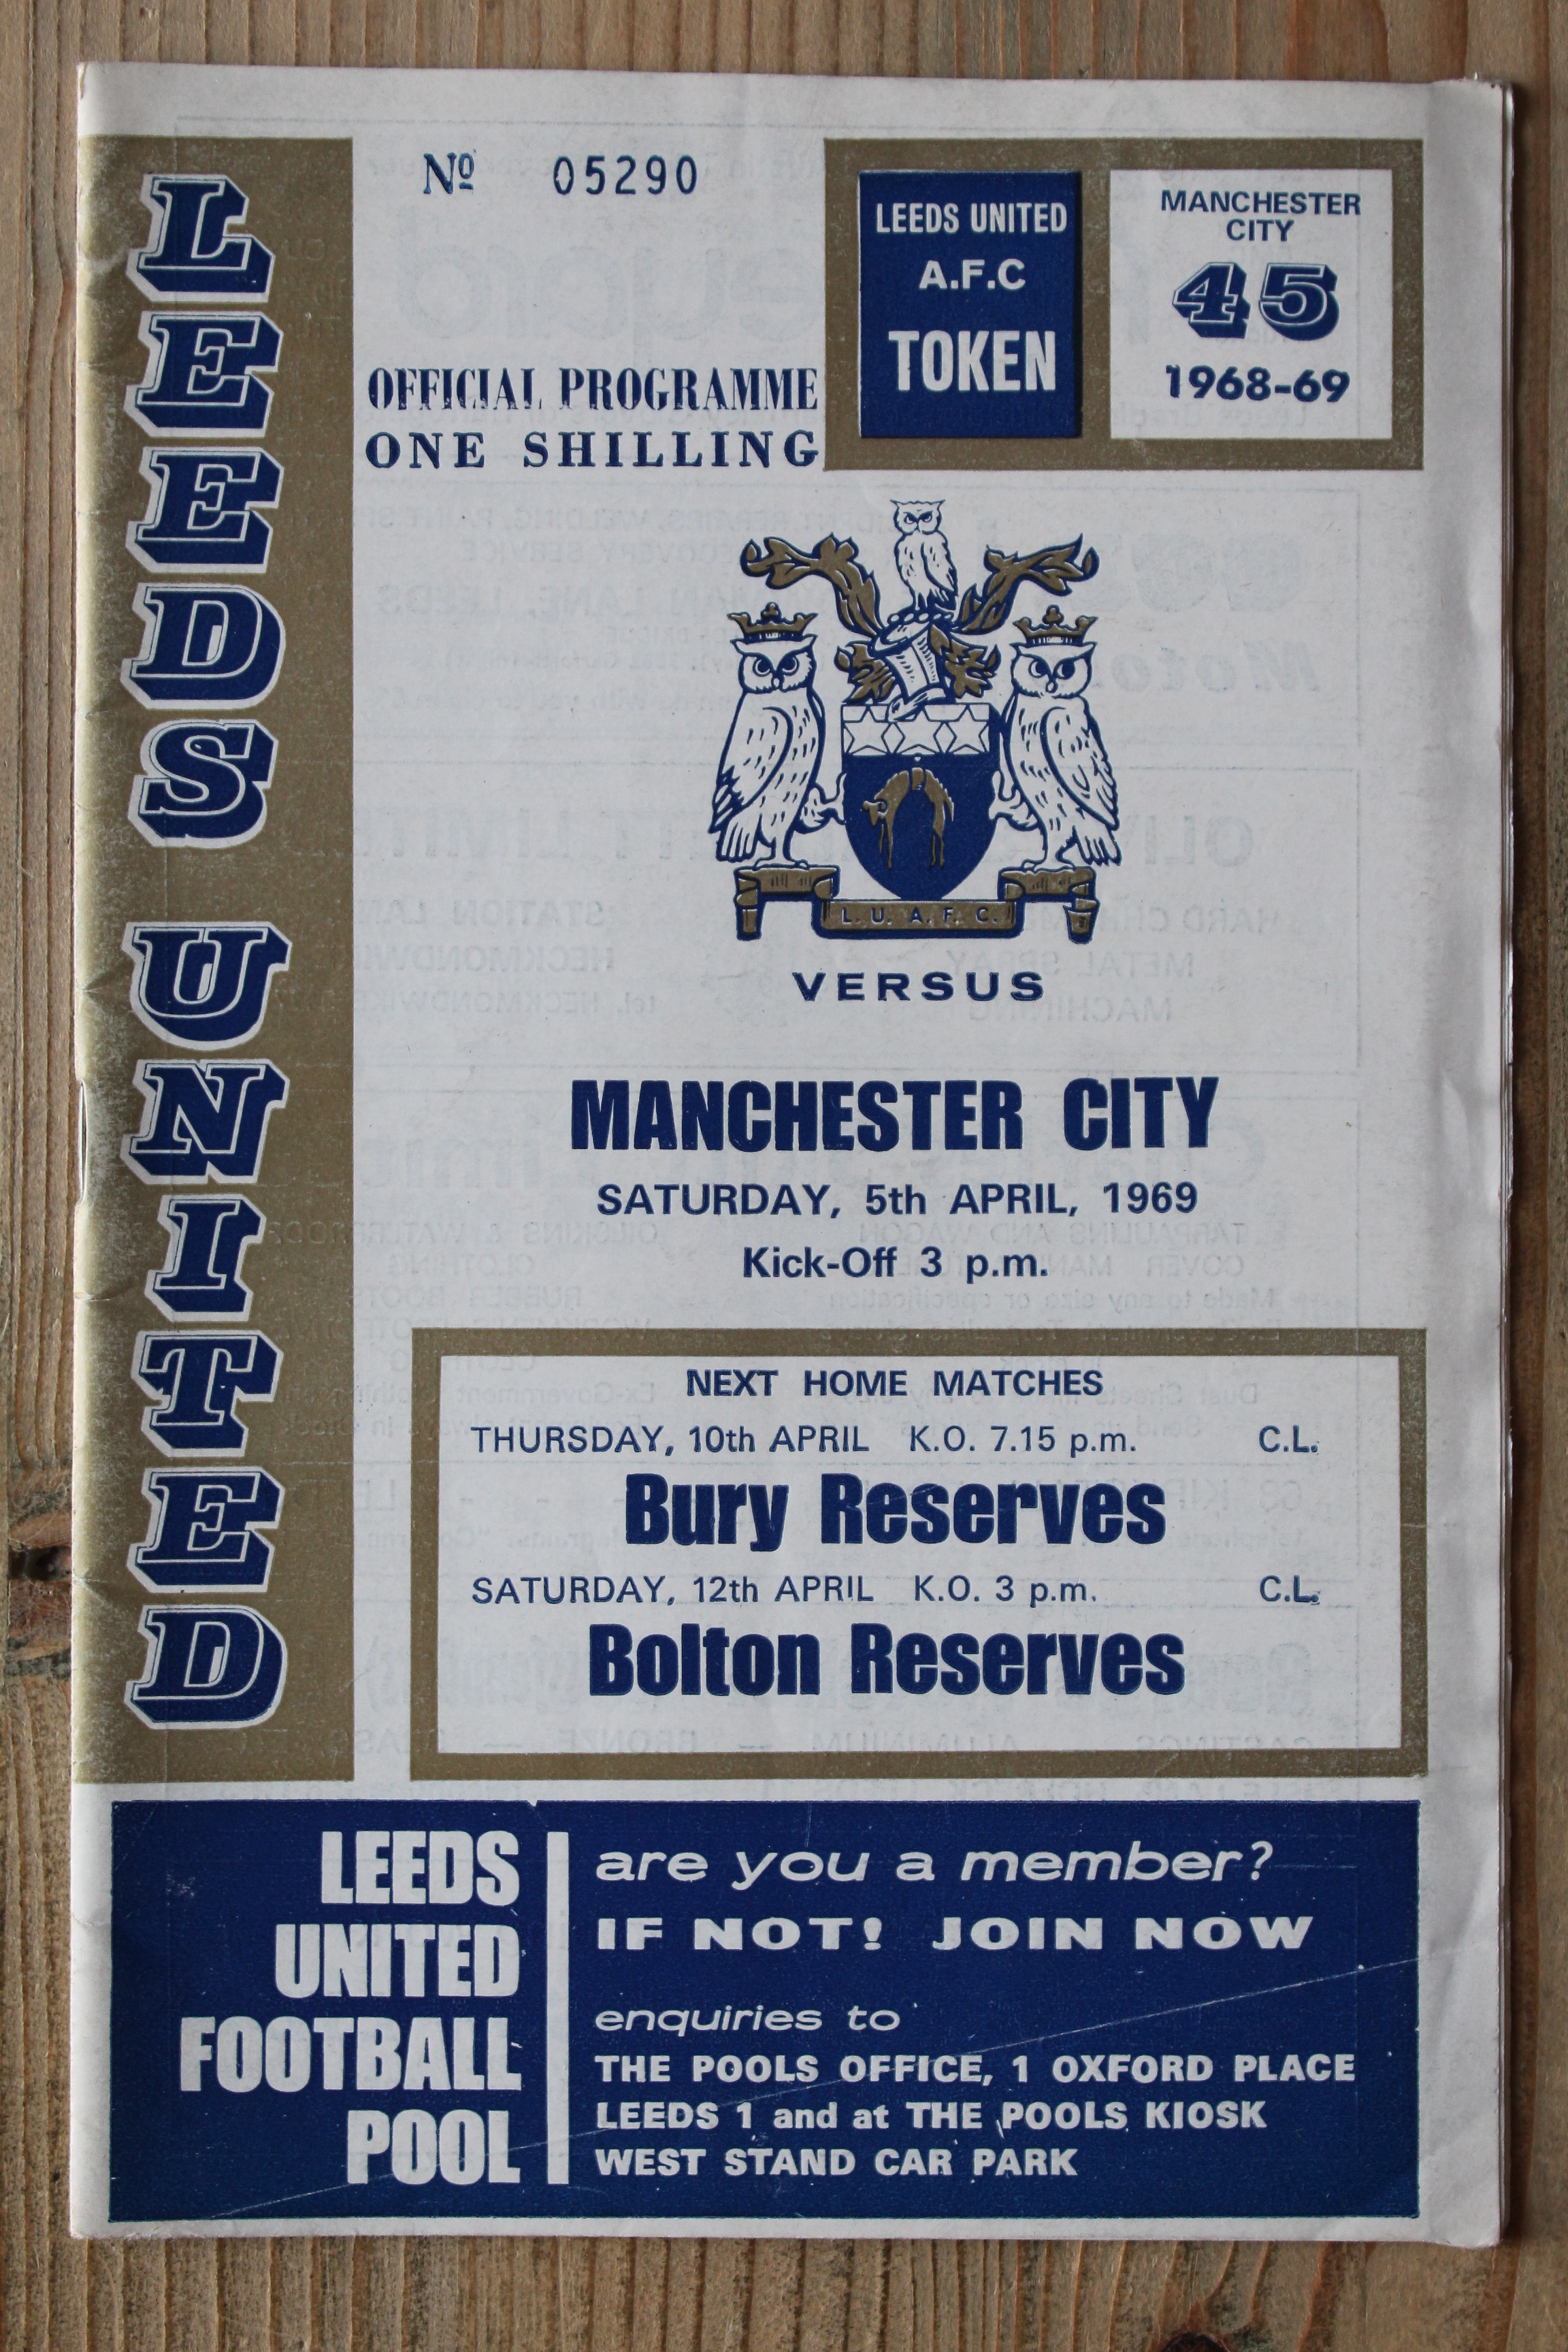 LEEDS UNITED
Nº 05290
OFFICIAL PROGRAMME
ONE SHILLING
LEEDS UNITED
A.F.C
TOKEN
MANCHESTER
CITY
45
1968-69
L. U. A. F. C.
VERSUS
MANCHESTER CITY
SATURDAY, 5th APRIL, 1969
Kick-Off 3 p.m.
NEXT HOME MATCHES
THURSDAY, 10th APRIL K.O. 7.15 p.m. C.L.
Bury Reserves
SATURDAY, 12th APRIL K.O. 3 p.m. C.L.
Bolton Reserves
LEEDS
UNITED
FOOTBALL
POOL
are you a member?
IF NOT! JOIN NOW
enquiries to
THE POOLS OFFICE, 1 OXFORD PLACE
LEEDS 1 and at THE POOLS KIOSK
WEST STAND CAR PARK